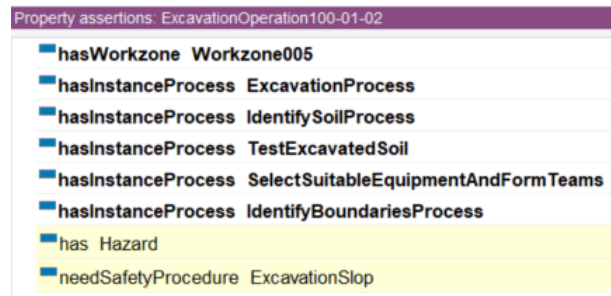 Property assertions: ExcavationOperation100-01-02
hasWorkzone Workzone005
hasInstanceProcess ExcavationProcess
hasInstanceProcess IdentifySoilProcess
hasInstanceProcess TestExcavatedSoil
hasInstanceProcess SelectSuitableEquipmentAndFormTeams
hasInstanceProcess IdentifyBoundariesProcess
has Hazard
needSafetyProcedure ExcavationSlop